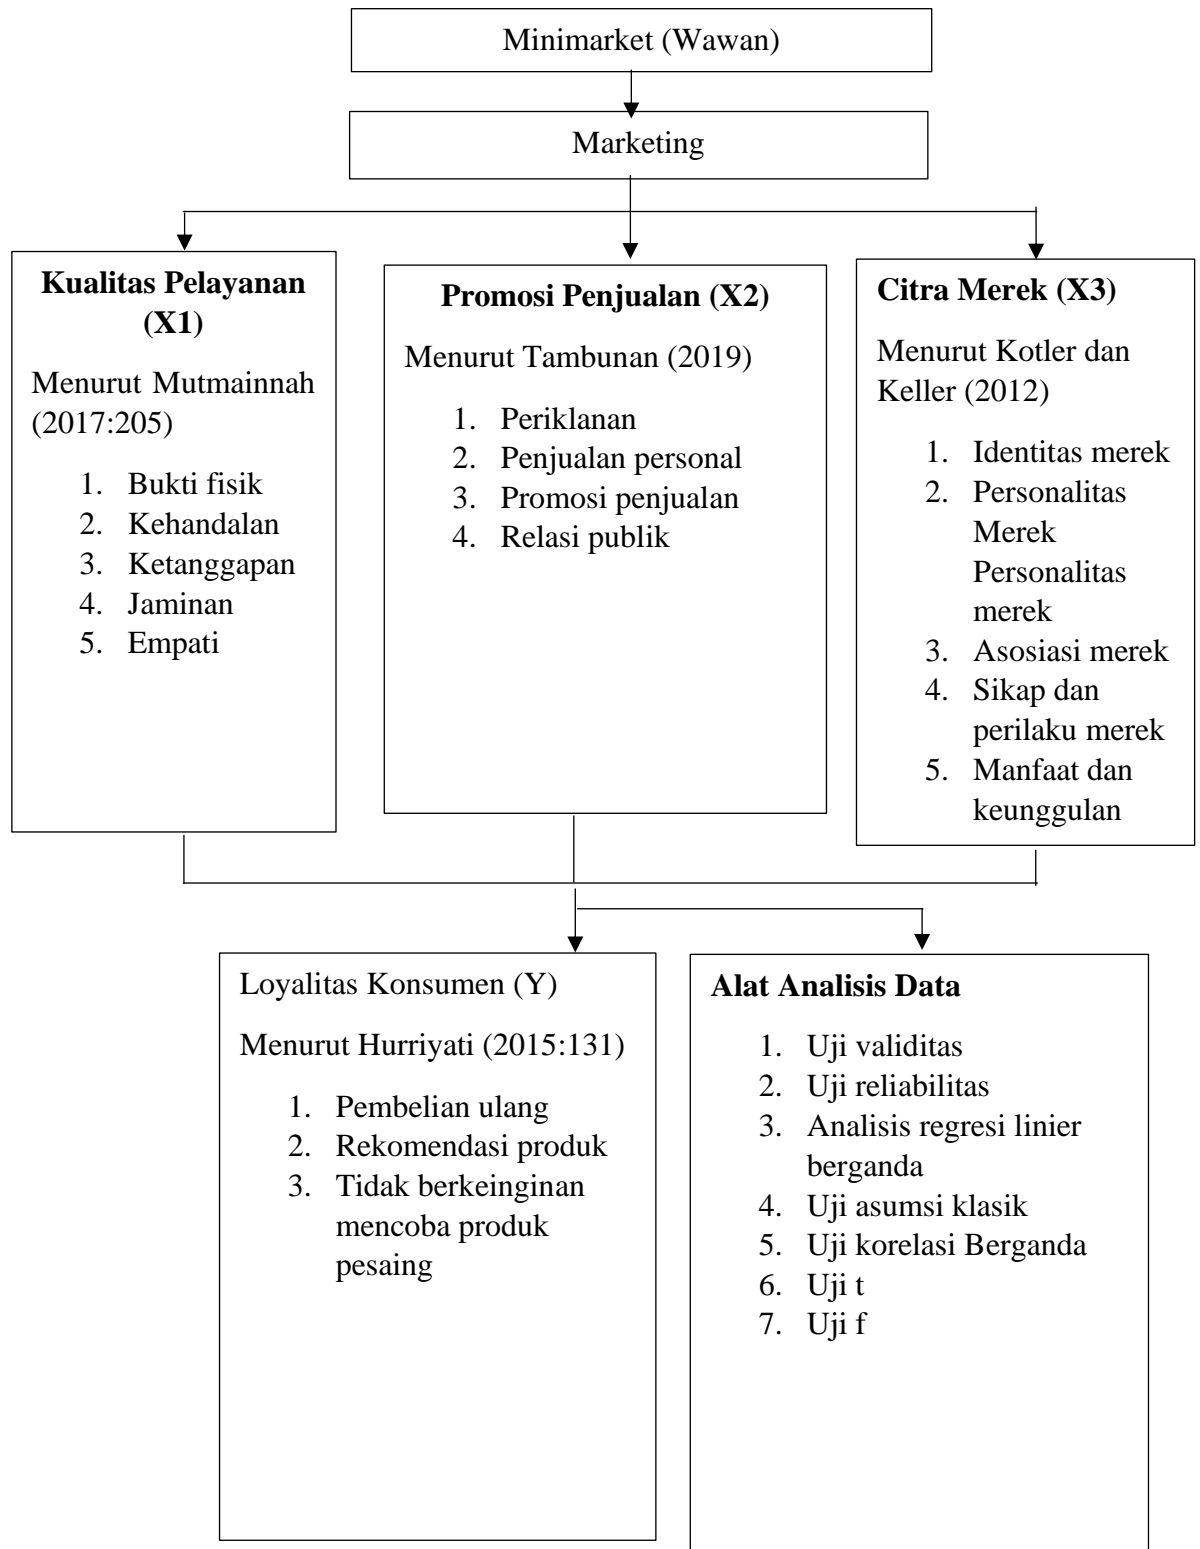 Minimarket (Wawan)
Marketing
Kualitas Pelayanan
(X1)
Menurut Mutmainnah
(2017:205)
1. Bukti fisik
2. Kehandalan
3. Ketanggapan
4. Jaminan
5. Empati
Promosi Penjualan (X2)
Menurut Tambunan (2019)
1. Periklanan
2. Penjualan personal
3. Promosi penjualan
4. Relasi publik
Citra Merek (X3)
Menurut Kotler dan
Keller (2012)
1. Identitas merek
2. Personalitas
Merek
Personalitas
merek
3. Asosiasi merek
4. Sikap dan
perilaku merek
5. Manfaat dan
keunggulan
Loyalitas Konsumen (Y)
Menurut Hurriyati (2015:131)
1. Pembelian ulang
2. Rekomendasi produk
3. Tidak berkeinginan
mencoba produk
pesaing
Alat Analisis Data
1. Uji validitas
2. Uji reliabilitas
3. Analisis regresi linier
berganda
4. Uji asumsi klasik
5. Uji korelasi Berganda
6. Uji t
7. Uji f